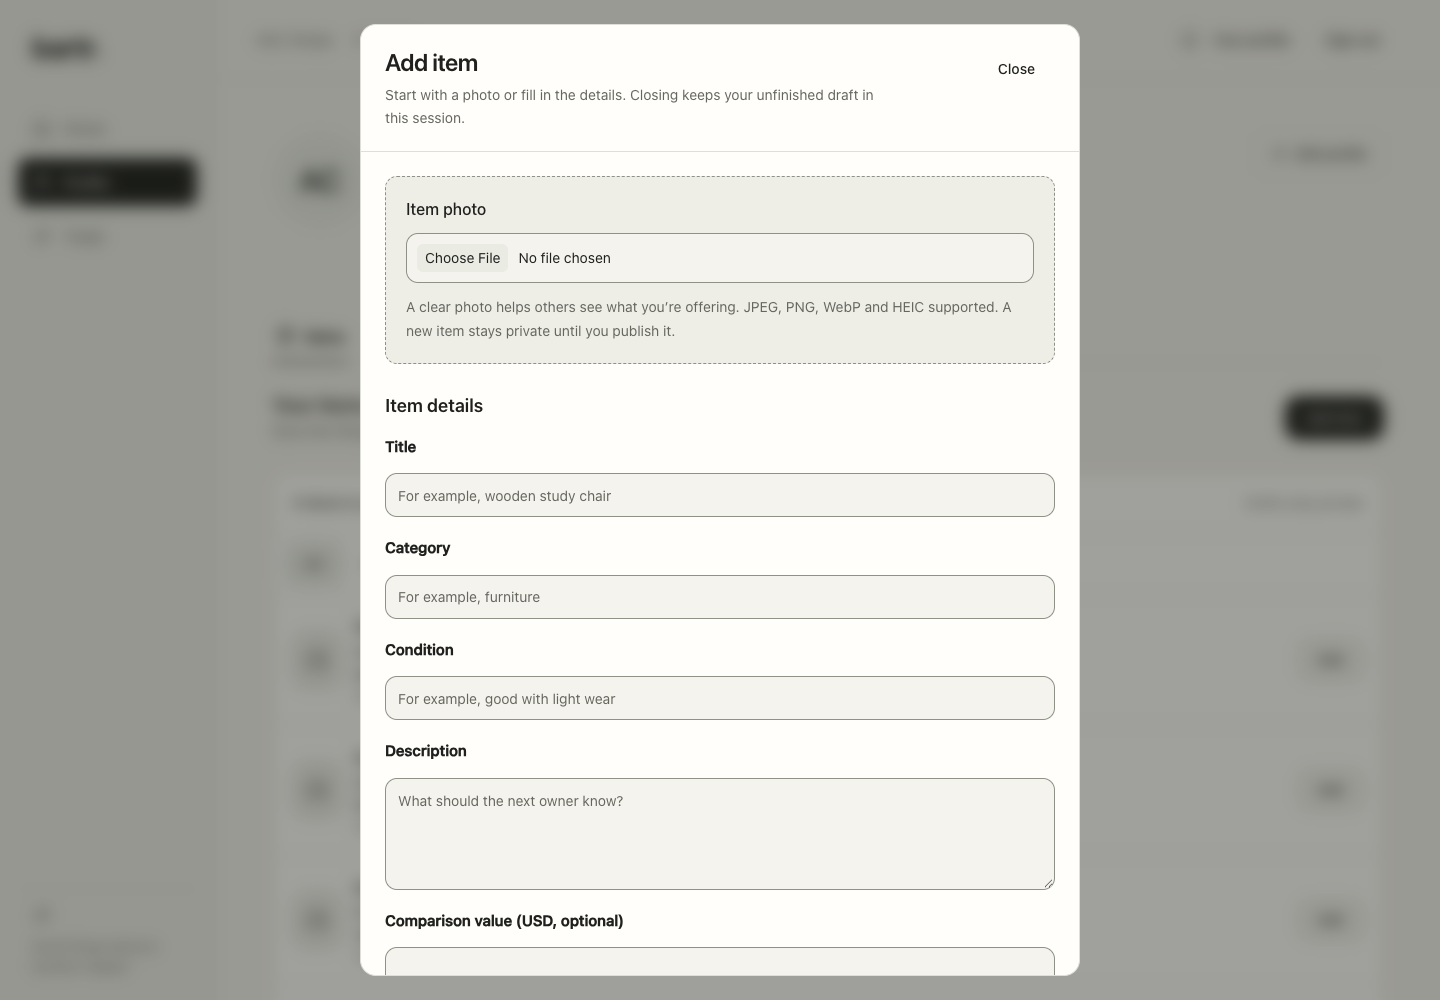 Add item
Close
Start with a photo or fill in the details. Closing keeps your unfinished draft in
this session.
Item photo
Choose File No file chosen
A clear photo helps others see what you’re offering. JPEG, PNG, WebP and HEIC supported. A
new item stays private until you publish it.
Item details
Title
For example, wooden study chair
Category
For example, furniture
Condition
For example, good with light wear
Description
What should the next owner know?
Comparison value (USD, optional)